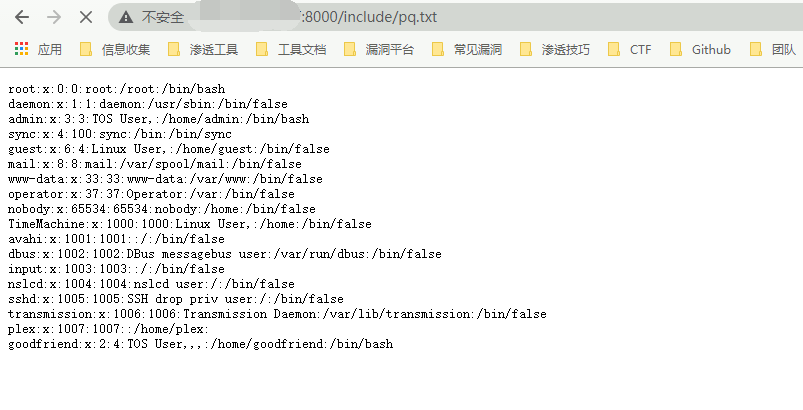 不安全 :8000/include/pq.txt
应用 信息收集 渗透工具 工具文档 漏洞平台 常见漏洞 渗透技巧 CTF Github 团队
root:x:0:0:root:/root:/bin/bash
daemon:x:1:1:daemon:/usr/sbin:/bin/false
admin:x:3:3:TOS User,:/home/admin:/bin/bash
sync:x:4:100:sync:/bin:/bin/sync
guest:x:6:4:Linux User,:/home/guest:/bin/false
mail:x:8:8:mail:/var/spool/mail:/bin/false
www-data:x:33:33:www-data:/var/www:/bin/false
operator:x:37:37:Operator:/var:/bin/false
nobody:x:65534:65534:nobody:/home:/bin/false
TimeMachine:x:1000:1000:Linux User,:/home:/bin/false
avahi:x:1001:1001::/:/bin/false
dbus:x:1002:1002:DBus messagebus user:/var/run/dbus:/bin/false
input:x:1003:1003::/:/bin/false
nslcd:x:1004:1004:nslcd user:/:/bin/false
sshd:x:1005:1005:SSH drop priv user:/:/bin/false
transmission:x:1006:1006:Transmission Daemon:/var/lib/transmission:/bin/false
plex:x:1007:1007::/home/plex:
goodfriend:x:2:4:TOS User,,,:/home/goodfriend:/bin/bash